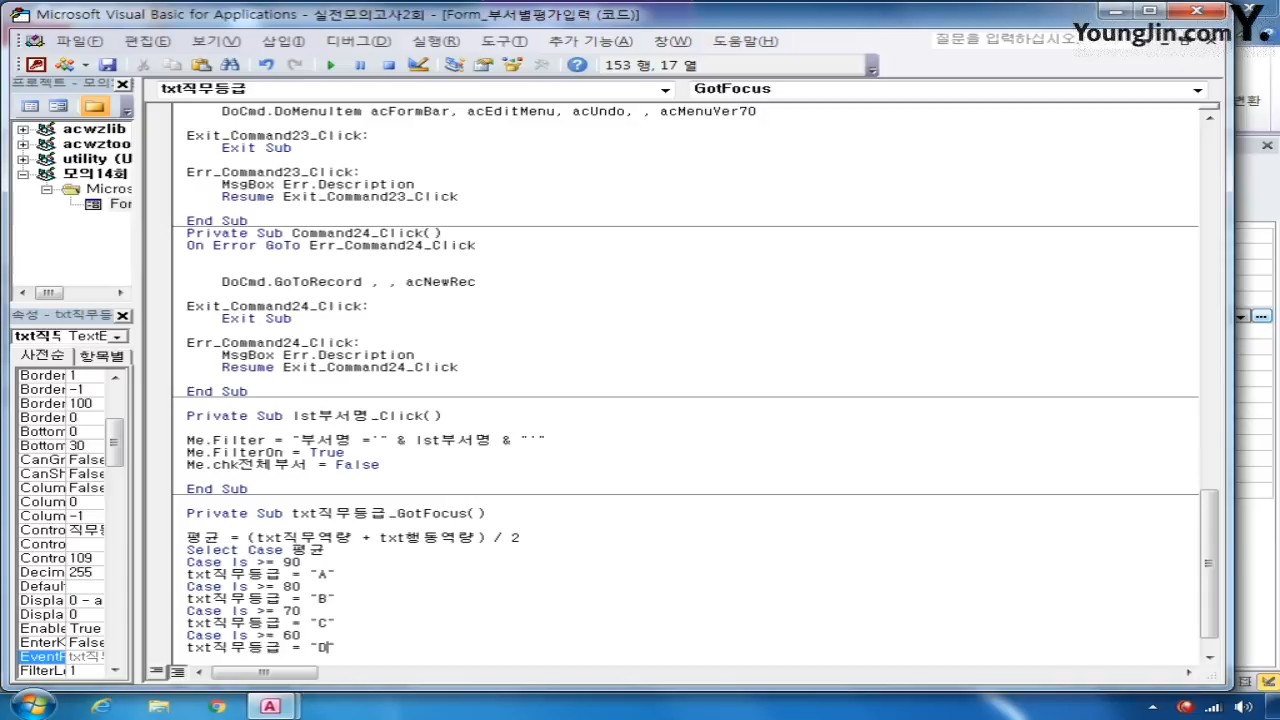 Microsoft Visual Basic for Applications - 실전모의고사2회 - [Form_부서별평가입력 (코드)]
YoungJin.com Y.
파일(F) 편집(E) 보기(V) 삽입(I) 디버그(D) 실행(R) 도구(T) 추가 기능(A) 창(W) 도움말(H)
질문을 입력하십시오
153 행, 17 열
프로젝트 - 모의
txt직무등급
GotFocus
변환
acwzlib
acwztoo
utility (U
모의14회
Micros
For
DoCmd.DoMenuItem acFormBar, acEditMenu, acUndo, , acMenuVer70
Exit_Command23_Click:
Exit Sub
Err_Command23_Click:
MsgBox Err.Description
Resume Exit_Command23_Click
End Sub
Private Sub Command24_Click()
On Error GoTo Err_Command24_Click
DoCmd.GoToRecord , , acNewRec
Exit_Command24_Click:
Exit Sub
Err_Command24_Click:
MsgBox Err.Description
Resume Exit_Command24_Click
End Sub
Private Sub lst부서명_Click()
Me.Filter = "부서명 ='" & lst부서명 & "'"
Me.FilterOn = True
Me.chk전체부서 = False
End Sub
Private Sub txt직무등급_GotFocus()
평균 = (txt직무역량 + txt행동역량) / 2
Select Case 평균
Case Is >= 90
txt직무등급 = "A"
Case Is >= 80
txt직무등급 = "B"
Case Is >= 70
txt직무등급 = "C"
Case Is >= 60
txt직무등급 = "D"
속성 - txt직무등
TextE
사전순 항목별
Border 1
Border -1
Border 100
Border 0
Bottom 0
Bottom 30
CanGr False
CanSh False
Colum False
Colum 0
Colum -1
Contro 직무등
Contro
Contro 109
Decim 255
Defaul
Displa 0 - a
Displa 0
Enable True
EnterK False
EventP txt직
FilterLo 1